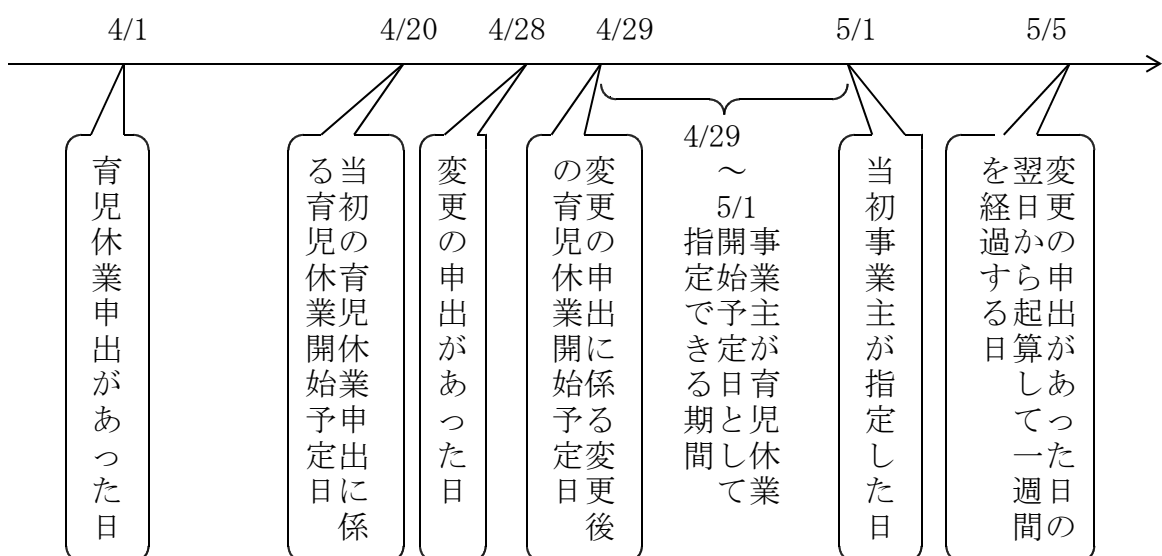 4/1
4/20
4/28
4/29
5/1
5/5
育児休業申出があった日
当初の育児休業申出に係
る育児休業開始予定日
変更の申出があった日
変更の申出に係る変更後
の育児休業開始予定日
4/29
～
5/1
事業主が育児休業
開始予定日として
指定できる期間
当初事業主が指定した日
変更の申出があった日の
翌日から起算して一週間
を経過する日